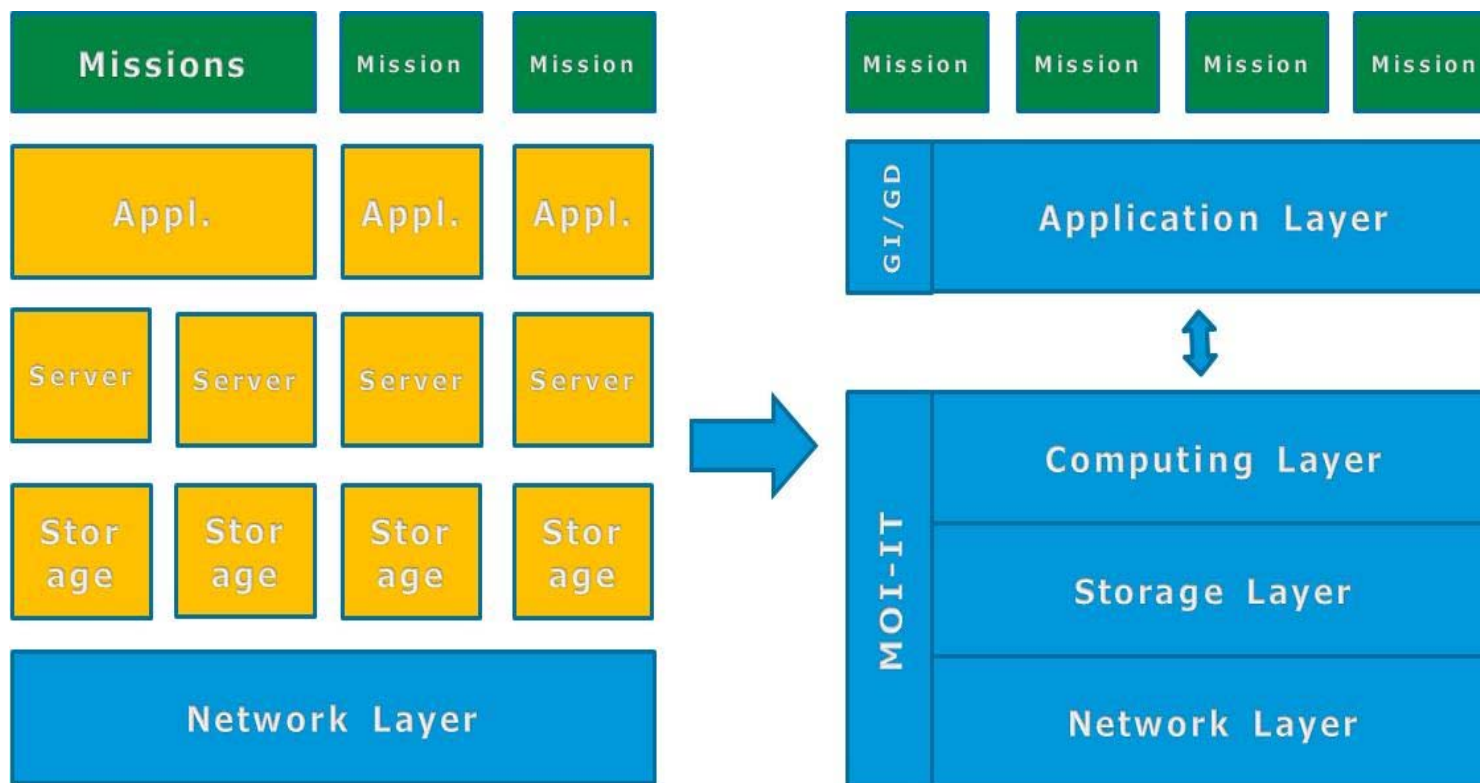 Missions
Mission
Mission
Appl.
Appl.
Appl.
Server
Server
Server
Server
Stor
age
Stor
age
Stor
age
Stor
age
Network Layer
Mission
Mission
Mission
Mission
GI/GD
Application Layer
MOI-IT
Computing Layer
Storage Layer
Network Layer